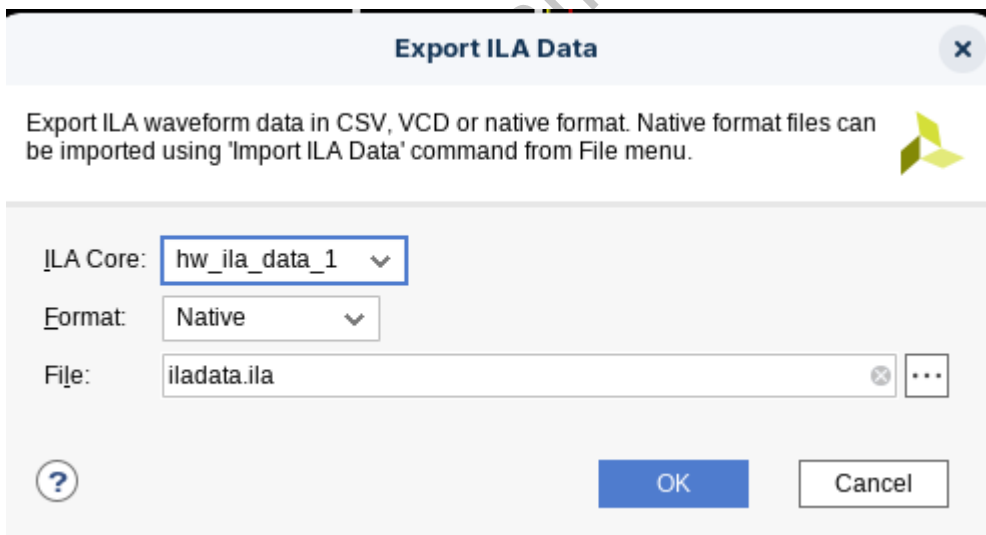 Export ILA Data
Export ILA waveform data in CSV, VCD or native format. Native format files can
be imported using 'Import ILA Data' command from File menu.
ILA Core: hw_ila_data_1
Format: Native
File: iladata.ila
...
? OK Cancel